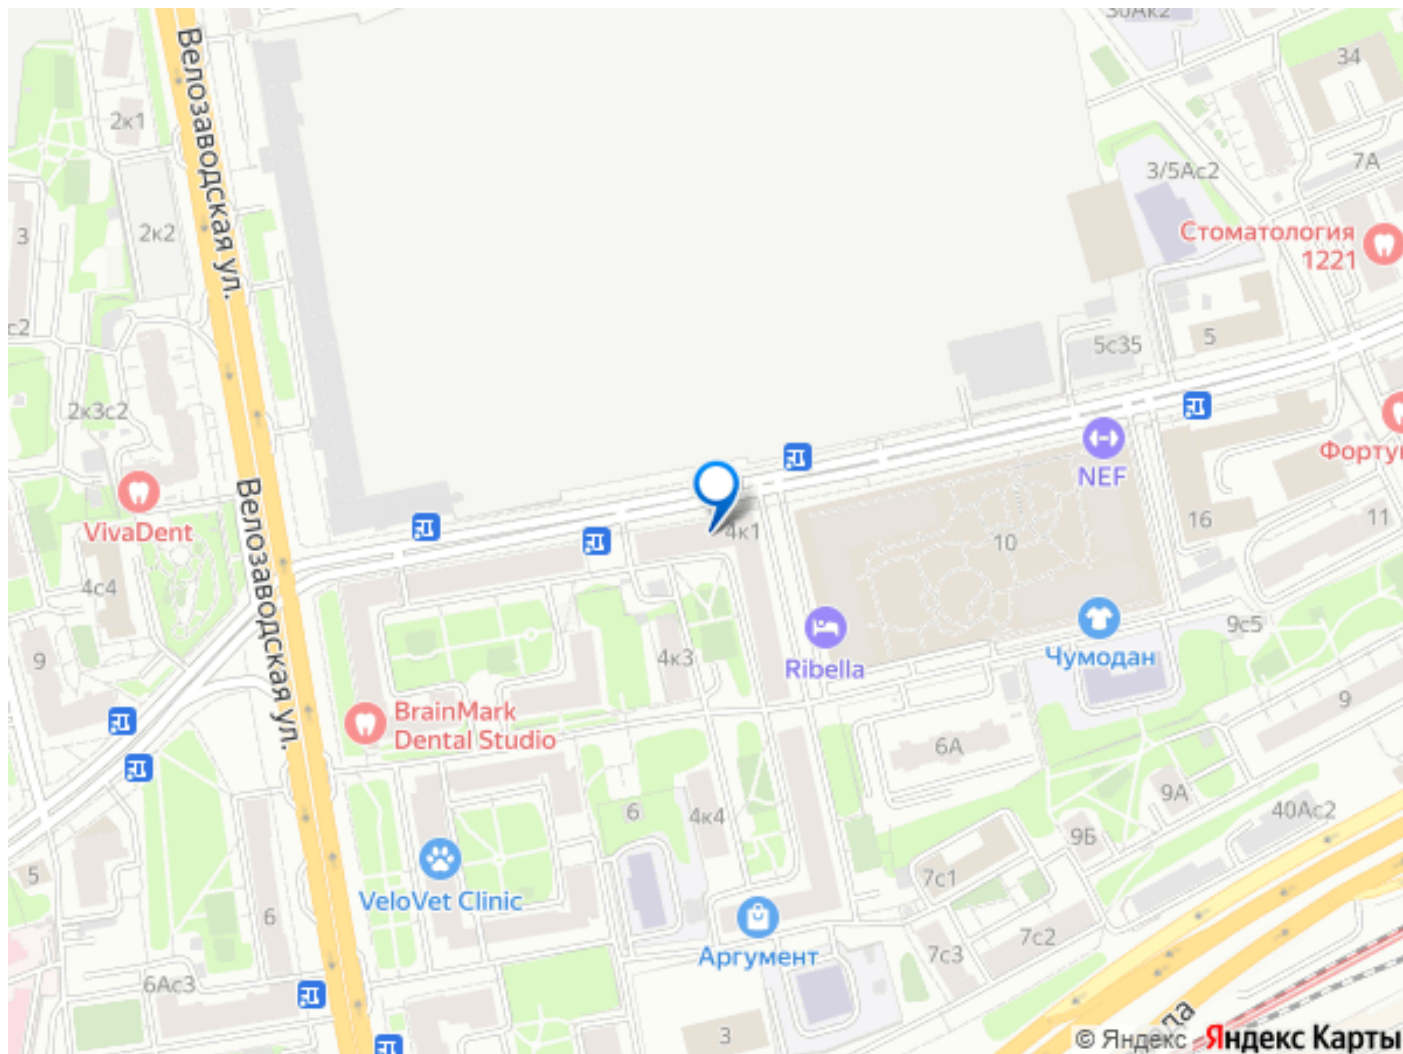 30Ак2
34
2к1
Велозаводская ул.
3/5Ас2
7А
Стоматология
1221
3
2к2
с2
5
5с35
2к3с2
NEF
Фортун
VivaDent
4к1
10
16
11
4с4
Велозаводская ул.
9с5
9
4к3
Ribella
Чумодан
9
BrainMark
Dental Studio
6А
9А
40Ас2
6
4к4
9Б
5
VeloVet Clinic
7с1
6
Аргумент
7с3
7с2
6Ас3
3
© Яндекс Яндекс Карты